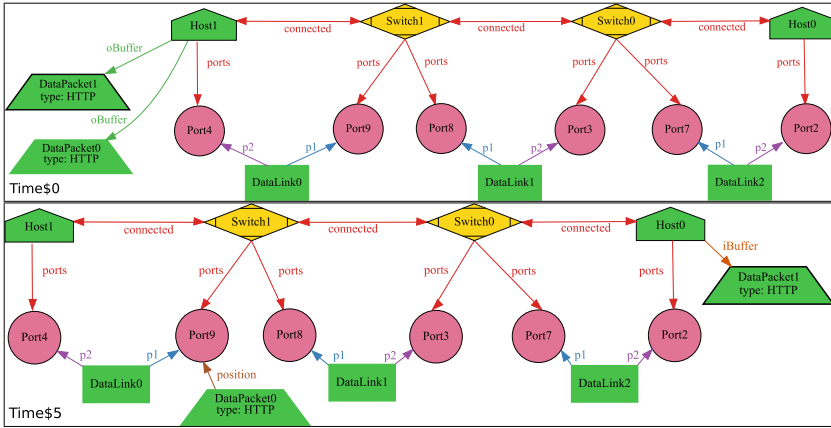 Host1
connected
Switch1
connected
Switch0
connected
Host0
oBuffer
ports
ports
ports
ports
ports
ports
DataPacket1
type: HTTP
oBuffer
Port4
Port9
Port8
Port3
Port7
Port2
DataPacket0
type: HTTP
p2
p1
p1
p2
p1
p2
DataLink0
DataLink1
DataLink2
Time$0
Host1
connected
Switch1
connected
Switch0
connected
Host0
iBuffer
ports
ports
ports
ports
ports
ports
DataPacket1
type: HTTP
Port4
Port9
Port8
Port3
Port7
Port2
p2
p1
p1
p2
p1
p2
DataLink0
position
DataLink1
DataLink2
DataPacket0
type: HTTP
Time$5